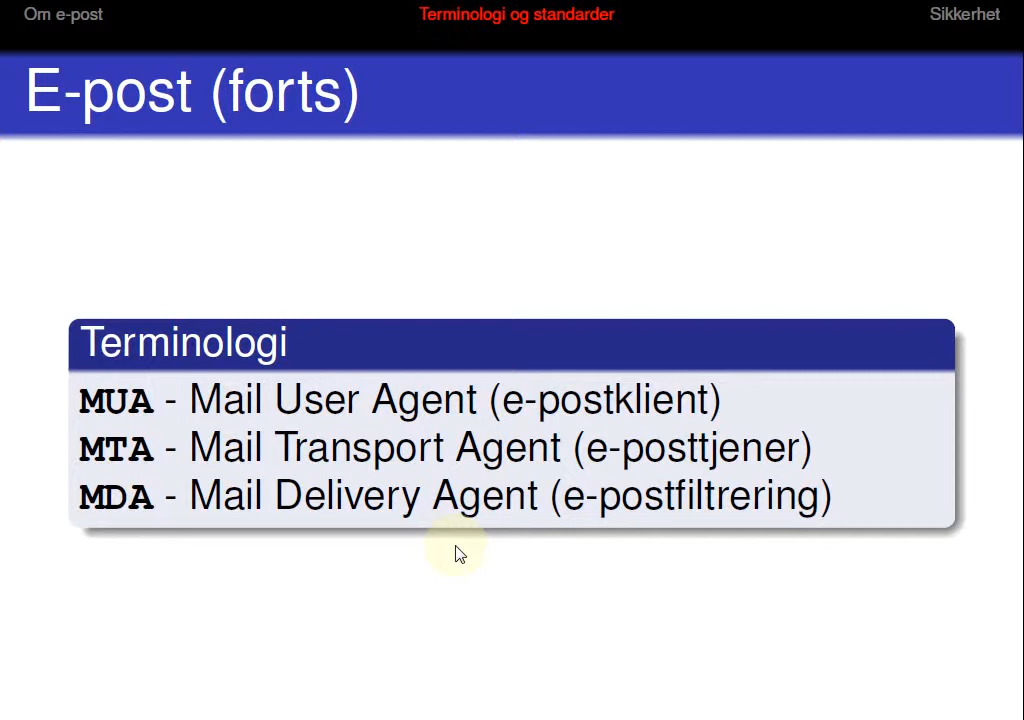 Om e-post
Terminologi og standarder
Sikkerhet
E-post (forts)
Terminologi
MUA - Mail User Agent (e-postklient)
MTA - Mail Transport Agent (e-posttjener)
MDA - Mail Delivery Agent (e-postfiltrering)